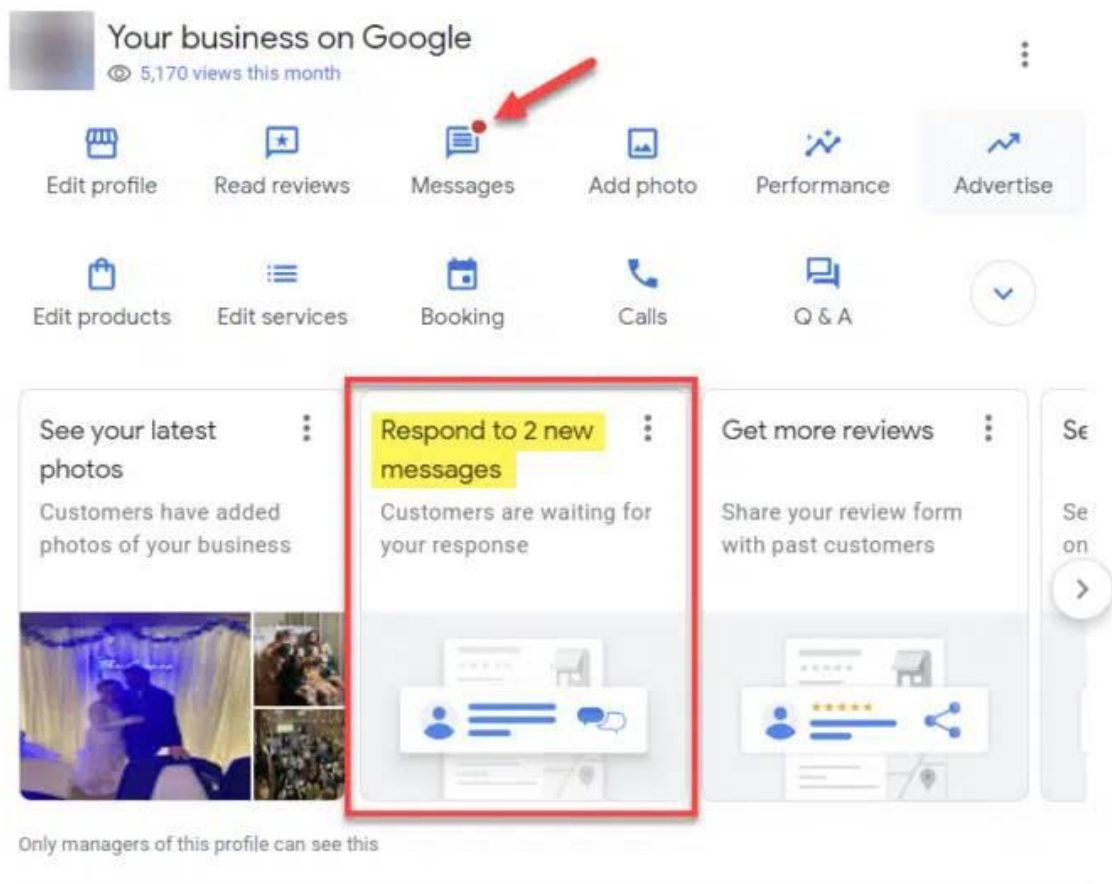 Your business on Google
5,170 views this month
Edit profile
Read reviews
Messages
Add photo
Performance
Advertise
Edit products
Edit services
Booking
Calls
Q & A
See your latest
photos
Customers have added
photos of your business
Respond to 2 new
messages
Customers are waiting for
your response
Get more reviews
Share your review form
with past customers
Se
Se
on
Only managers of this profile can see this